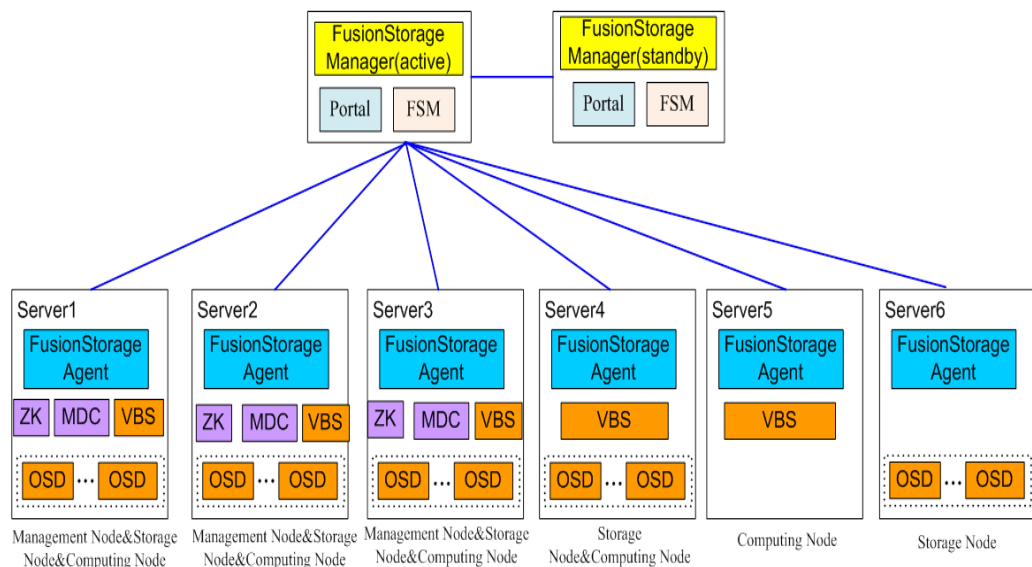 FusionStorage
Manager(active)
Portal
FSM
FusionStorage
Manager(standby)
Portal
FSM
Server1
FusionStorage
Agent
ZK
MDC
VBS
OSD
...
OSD
Management Node&Storage
Node&Computing Node
Server2
FusionStorage
Agent
ZK
MDC
VBS
OSD
...
OSD
Management Node&Storage
Node&Computing Node
Server3
FusionStorage
Agent
ZK
MDC
VBS
OSD
...
OSD
Management Node&Storage
Node&Computing Node
Server4
FusionStorage
Agent
VBS
OSD
...
OSD
Storage
Node&Computing Node
Server5
FusionStorage
Agent
VBS
Computing Node
Server6
FusionStorage
Agent
OSD
...
OSD
Storage Node